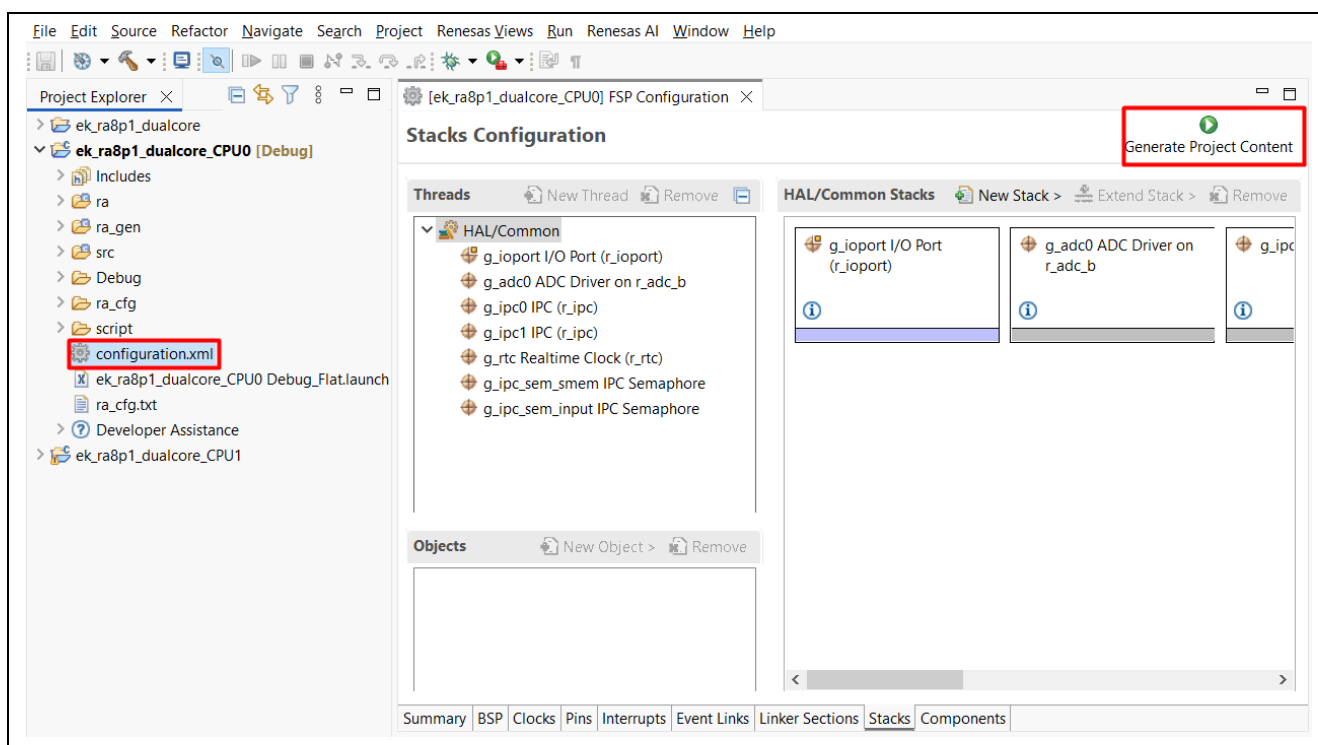 File Edit Source Refactor Navigate Search Project Renesas Views Run Renesas AI Window Help
Project Explorer
[ek_ra8p1_dualcore_CPU0] FSP Configuration
ek_ra8p1_dualcore
ek_ra8p1_dualcore_CPU0 [Debug]
Includes
ra
ra_gen
src
Debug
ra_cfg
script
configuration.xml
ek_ra8p1_dualcore_CPU0 Debug_Flat.launch
ra_cfg.txt
Developer Assistance
ek_ra8p1_dualcore_CPU1
Stacks Configuration
Generate Project Content
Threads New Thread Remove
HAL/Common
g_ioport I/O Port (r_ioport)
g_adc0 ADC Driver on r_adc_b
g_ipc0 IPC (r_ipc)
g_ipc1 IPC (r_ipc)
g_rtc Realtime Clock (r_rtc)
g_ipc_sem_smem IPC Semaphore
g_ipc_sem_input IPC Semaphore
Objects New Object > Remove
HAL/Common Stacks New Stack > Extend Stack > Remove
g_ioport I/O Port
(r_ioport)
g_adc0 ADC Driver on
r_adc_b
g_ipc
Summary BSP Clocks Pins Interrupts Event Links Linker Sections Stacks Components